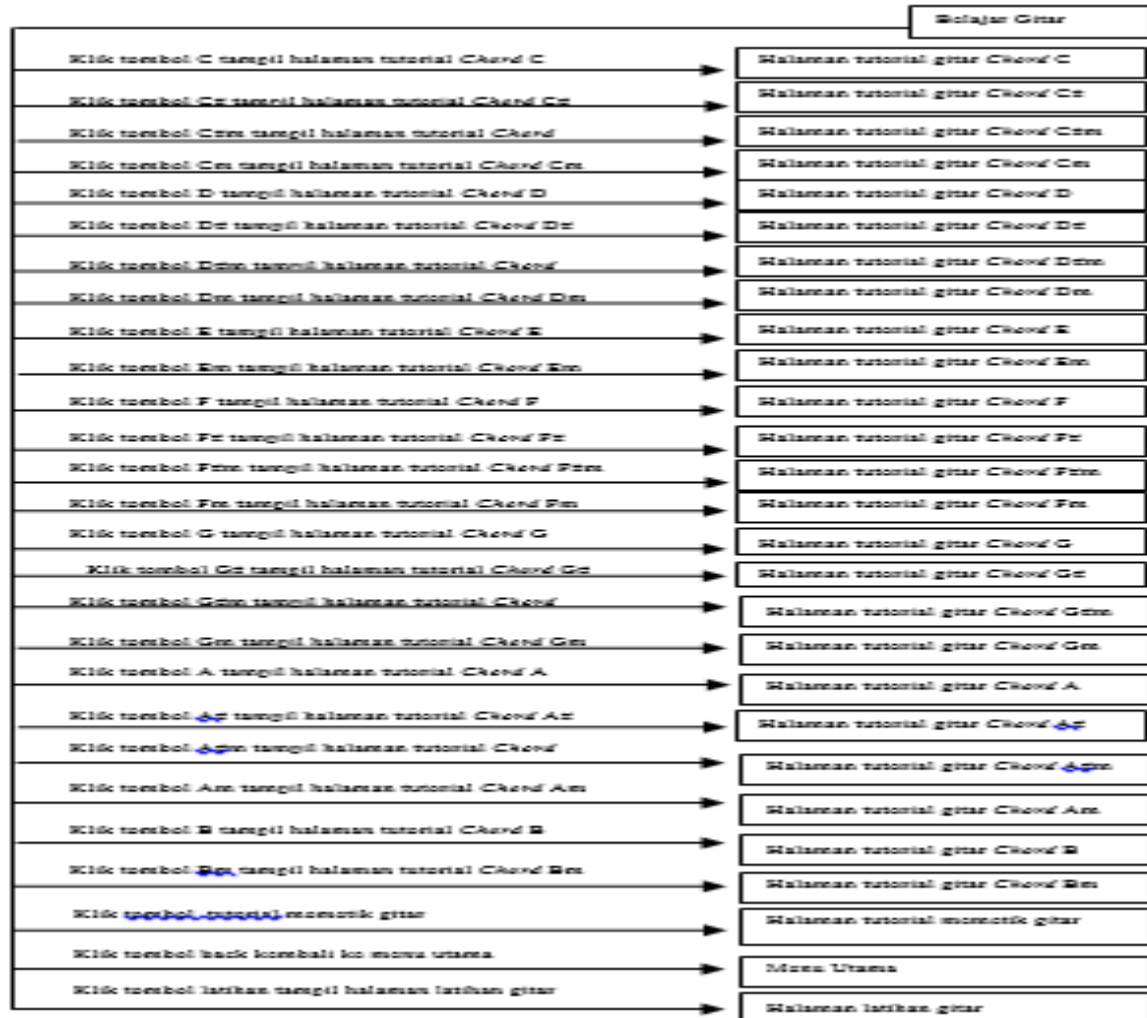 Belajar Gitar
Klik tombol C tampil halaman tutorial Chord C
Halaman tutorial gitar Chord C
Klik tombol C# tampil halaman tutorial Chord C#
Halaman tutorial gitar Chord C#
Klik tombol C#m tampil halaman tutorial Chord
Halaman tutorial gitar Chord C#m
Klik tombol Cm tampil halaman tutorial Chord Cm
Halaman tutorial gitar Chord Cm
Klik tombol D tampil halaman tutorial Chord D
Halaman tutorial gitar Chord D
Klik tombol D# tampil halaman tutorial Chord D#
Halaman tutorial gitar Chord D#
Klik tombol D#m tampil halaman tutorial Chord
Halaman tutorial gitar Chord D#m
Klik tombol Dm tampil halaman tutorial Chord Dm
Halaman tutorial gitar Chord Dm
Klik tombol E tampil halaman tutorial Chord E
Halaman tutorial gitar Chord E
Klik tombol Em tampil halaman tutorial Chord Em
Halaman tutorial gitar Chord Em
Klik tombol F tampil halaman tutorial Chord F
Halaman tutorial gitar Chord F
Klik tombol F# tampil halaman tutorial Chord F#
Halaman tutorial gitar Chord F#
Klik tombol F#m tampil halaman tutorial Chord F#m
Halaman tutorial gitar Chord F#m
Klik tombol Fm tampil halaman tutorial Chord Fm
Halaman tutorial gitar Chord Fm
Klik tombol G tampil halaman tutorial Chord G
Halaman tutorial gitar Chord G
Klik tombol G# tampil halaman tutorial Chord G#
Halaman tutorial gitar Chord G#
Klik tombol G#m tampil halaman tutorial Chord
Halaman tutorial gitar Chord G#m
Klik tombol Gm tampil halaman tutorial Chord Gm
Halaman tutorial gitar Chord Gm
Klik tombol A tampil halaman tutorial Chord A
Halaman tutorial gitar Chord A
Klik tombol A# tampil halaman tutorial Chord A#
Halaman tutorial gitar Chord A#
Klik tombol A#m tampil halaman tutorial Chord
Halaman tutorial gitar Chord A#m
Klik tombol Am tampil halaman tutorial Chord Am
Halaman tutorial gitar Chord Am
Klik tombol B tampil halaman tutorial Chord B
Halaman tutorial gitar Chord B
Klik tombol Bm tampil halaman tutorial Chord Bm
Halaman tutorial gitar Chord Bm
Klik tombol tutorial memetik gitar
Halaman tutorial memetik gitar
Klik tombol back kembali ke menu utama
Menu Utama
Klik tombol latihan tampil halaman latihan gitar
Halaman latihan gitar